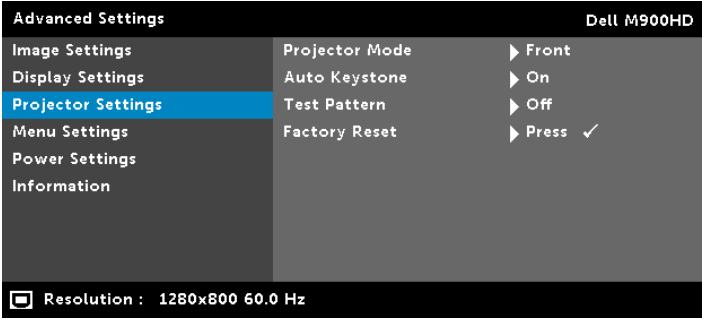 Advanced Settings Dell M900HD
Image Settings Projector Mode Front
Display Settings Auto Keystone On
Projector Settings Test Pattern Off
Menu Settings Factory Reset Press ✓
Power Settings
Information
Resolution : 1280x800 60.0 Hz